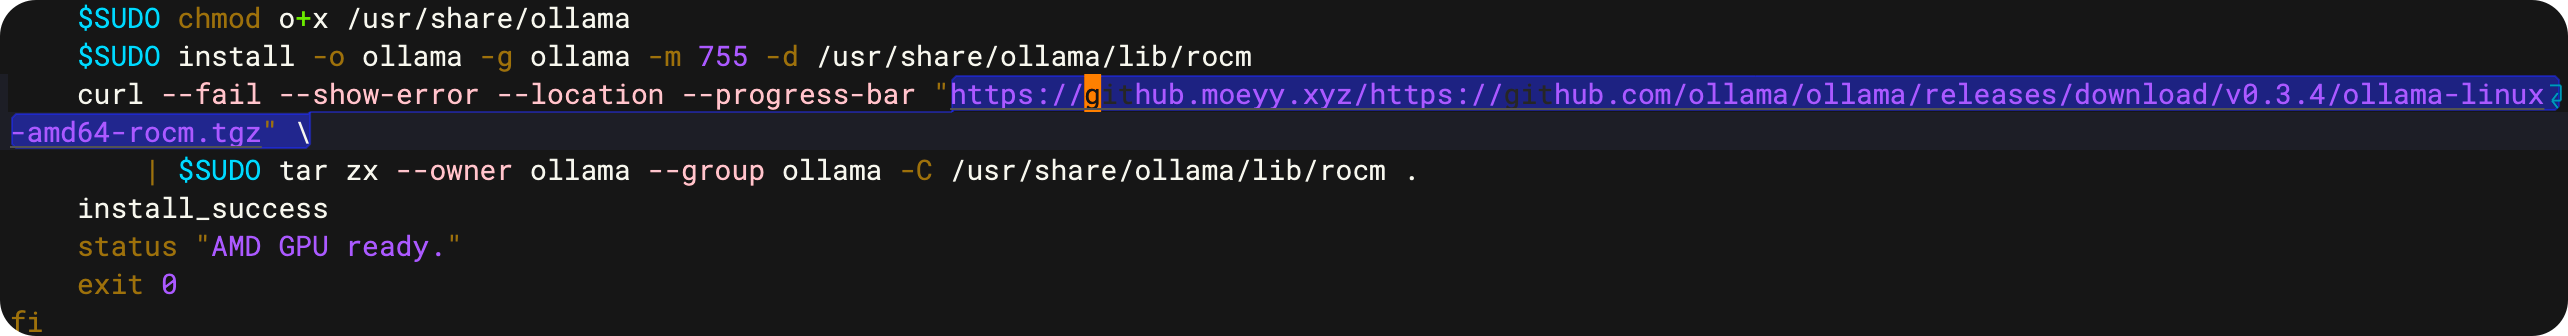 $SUDO chmod o+x /usr/share/ollama
$SUDO install -o ollama -g ollama -m 755 -d /usr/share/ollama/lib/rocm
curl --fail --show-error --location --progress-bar "https://github.moeyy.xyz/https://github.com/ollama/ollama/releases/download/v0.3.4/ollama-linux
-amd64-rocm.tgz" \
| $SUDO tar zx --owner ollama --group ollama -C /usr/share/ollama/lib/rocm .
install_success
status "AMD GPU ready."
exit 0
fi